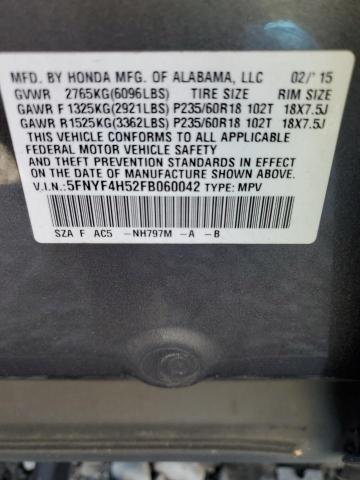 MFD. BY HONDA MFG. OF ALABAMA, LLC 02/'15
GVWR 2765KG(6096LBS) TIRE SIZE RIM SIZE
GAWR F 1325KG(2921LBS) P235/60R18 102T 18X7.5J
GAWR R1525KG(3362LBS) P235/60R18 102T 18X7.5J
THIS VEHICLE CONFORMS TO ALL APPLICABLE
FEDERAL MOTOR VEHICLE SAFETY STANDARDS IN EFFECT
ON THE DATE OF MANUFACTURE SHOWN ABOVE.
V.I.N.:5FNYF4H52FB060042 TYPE: MPV
SZA F AC5 -NH797M -A -B